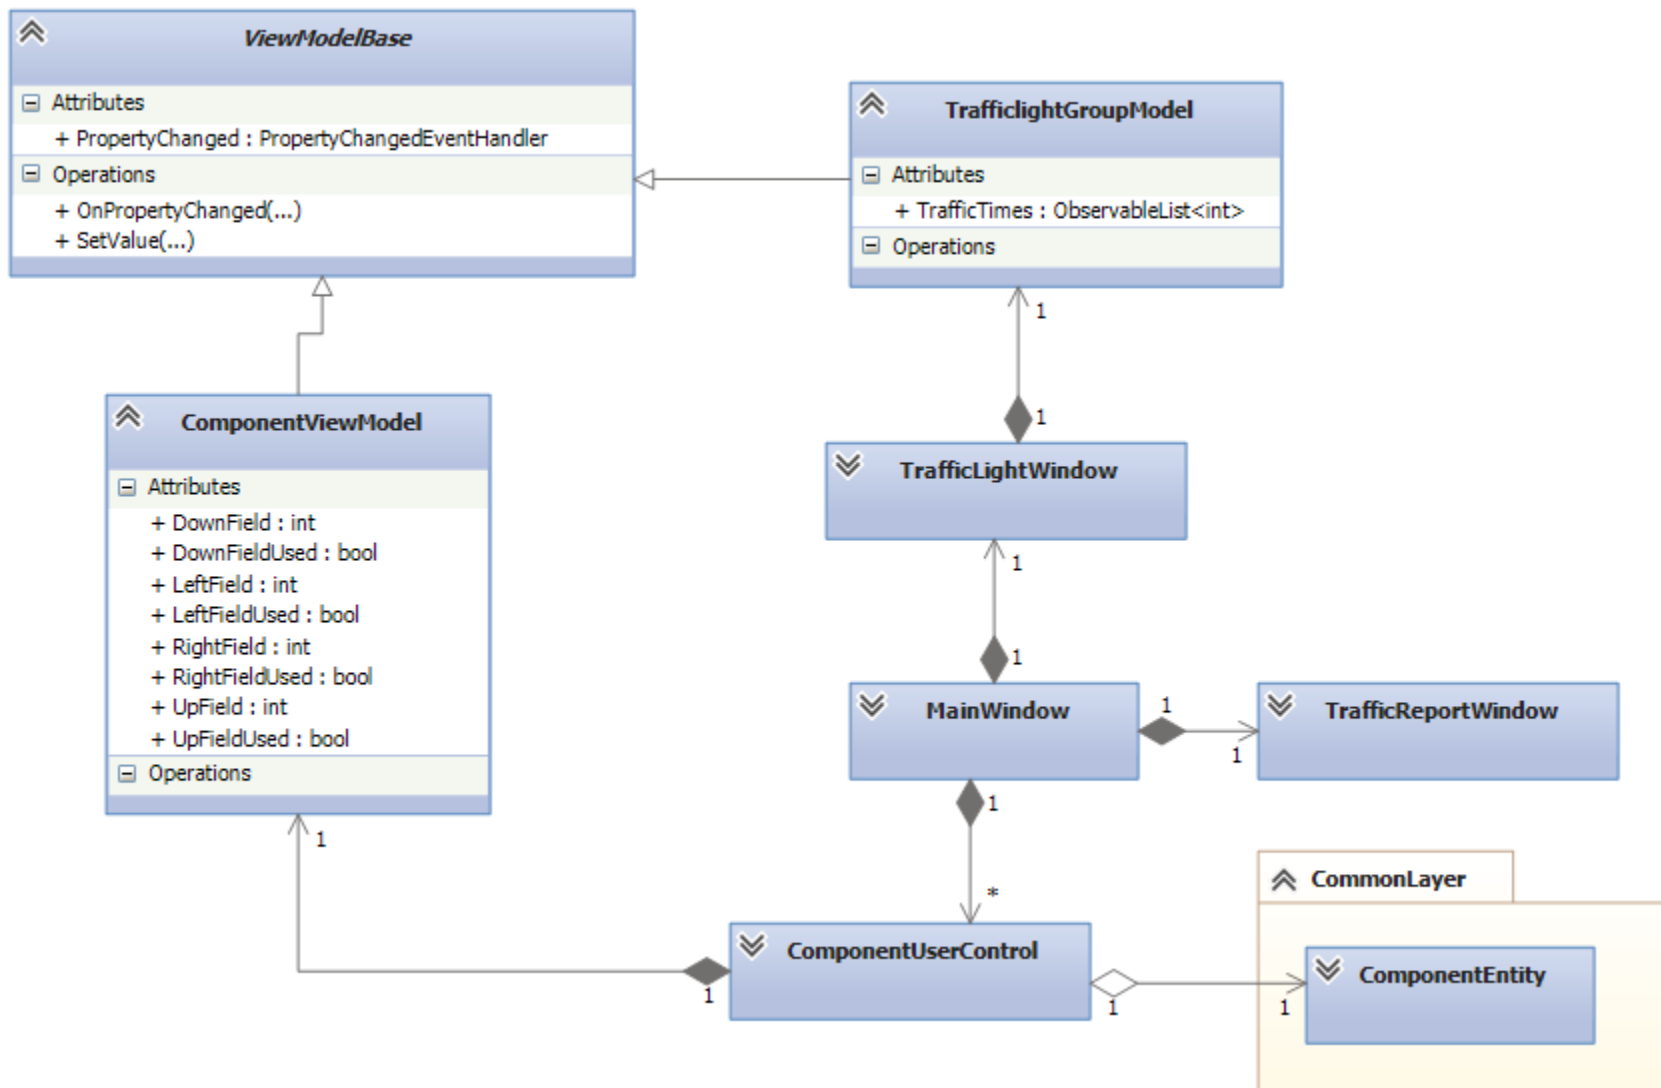 ViewModelBase
Attributes
+ PropertyChanged : PropertyChangedEventHandler
Operations
+ OnPropertyChanged(...)
+ SetValue(...)
TrafficlightGroupModel
Attributes
+ TrafficTimes : ObservableList<int>
Operations
1
1
ComponentViewModel
Attributes
+ DownField : int
+ DownFieldUsed : bool
+ LeftField : int
+ LeftFieldUsed : bool
+ RightField : int
+ RightFieldUsed : bool
+ UpField : int
+ UpFieldUsed : bool
Operations
1
TrafficLightWindow
1
1
MainWindow
1
1
TrafficReportWindow
1
*
ComponentUserControl
1
1
1
CommonLayer
ComponentEntity